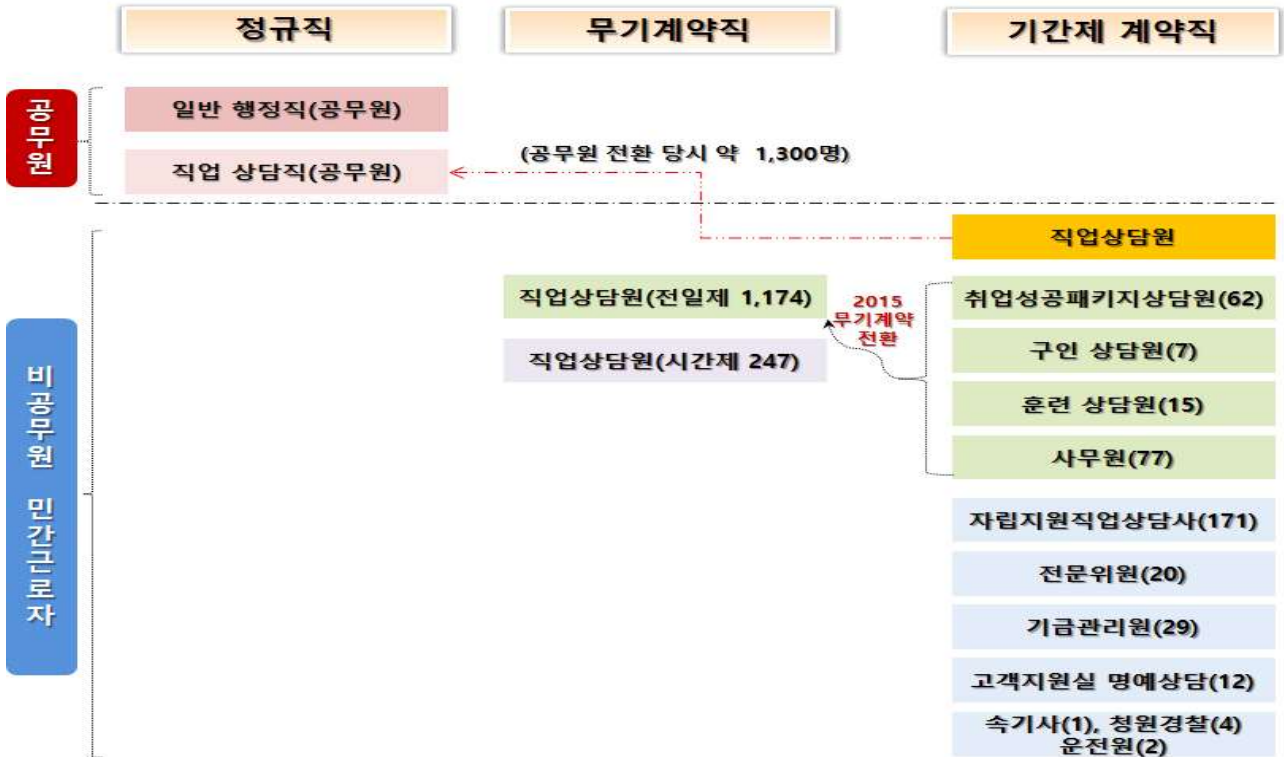 정규직
무기계약직
기간제 계약직
공무원
일반 행정직(공무원)
직업 상담직(공무원)
(공무원 전환 당시 약 1,300명)
비공무원 민간근로자
직업상담원
직업상담원(전일제 1,174)
2015
무기계약
전환
취업성공패키지상담원(62)
직업상담원(시간제 247)
구인 상담원(7)
훈련 상담원(15)
사무원(77)
자립지원직업상담사(171)
전문위원(20)
기금관리원(29)
고객지원실 명예상담(12)
속기사(1), 청원경찰(4)
운전원(2)